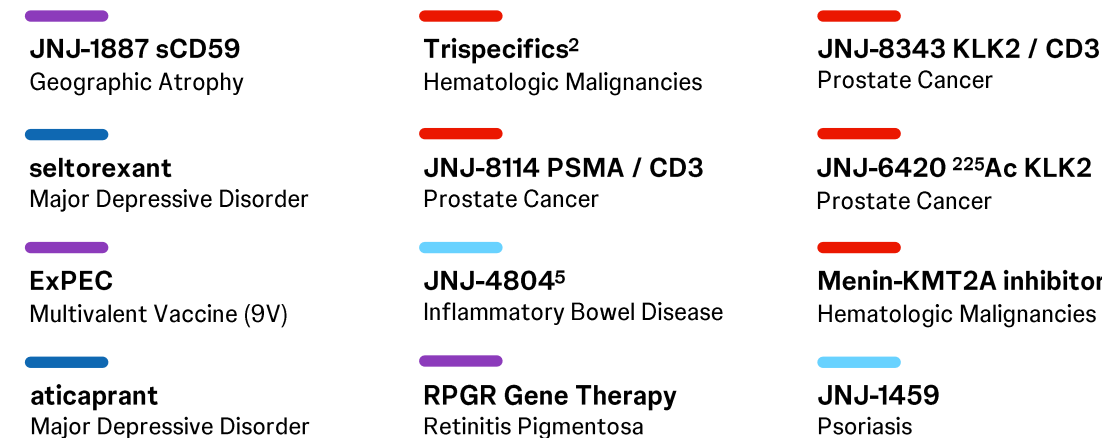 JNJ-1887 sCD59
Geographic Atrophy
Trispecifics²
Hematologic Malignancies
JNJ-8343 KLK2 / CD3
Prostate Cancer
seltorexant
Major Depressive Disorder
JNJ-8114 PSMA / CD3
Prostate Cancer
JNJ-6420 ²²⁵Ac KLK2
Prostate Cancer
ExPEC
Multivalent Vaccine (9V)
JNJ-4804⁵
Inflammatory Bowel Disease
Menin-KMT2A inhibitor
Hematologic Malignancies
aticaprant
Major Depressive Disorder
RPGR Gene Therapy
Retinitis Pigmentosa
JNJ-1459
Psoriasis